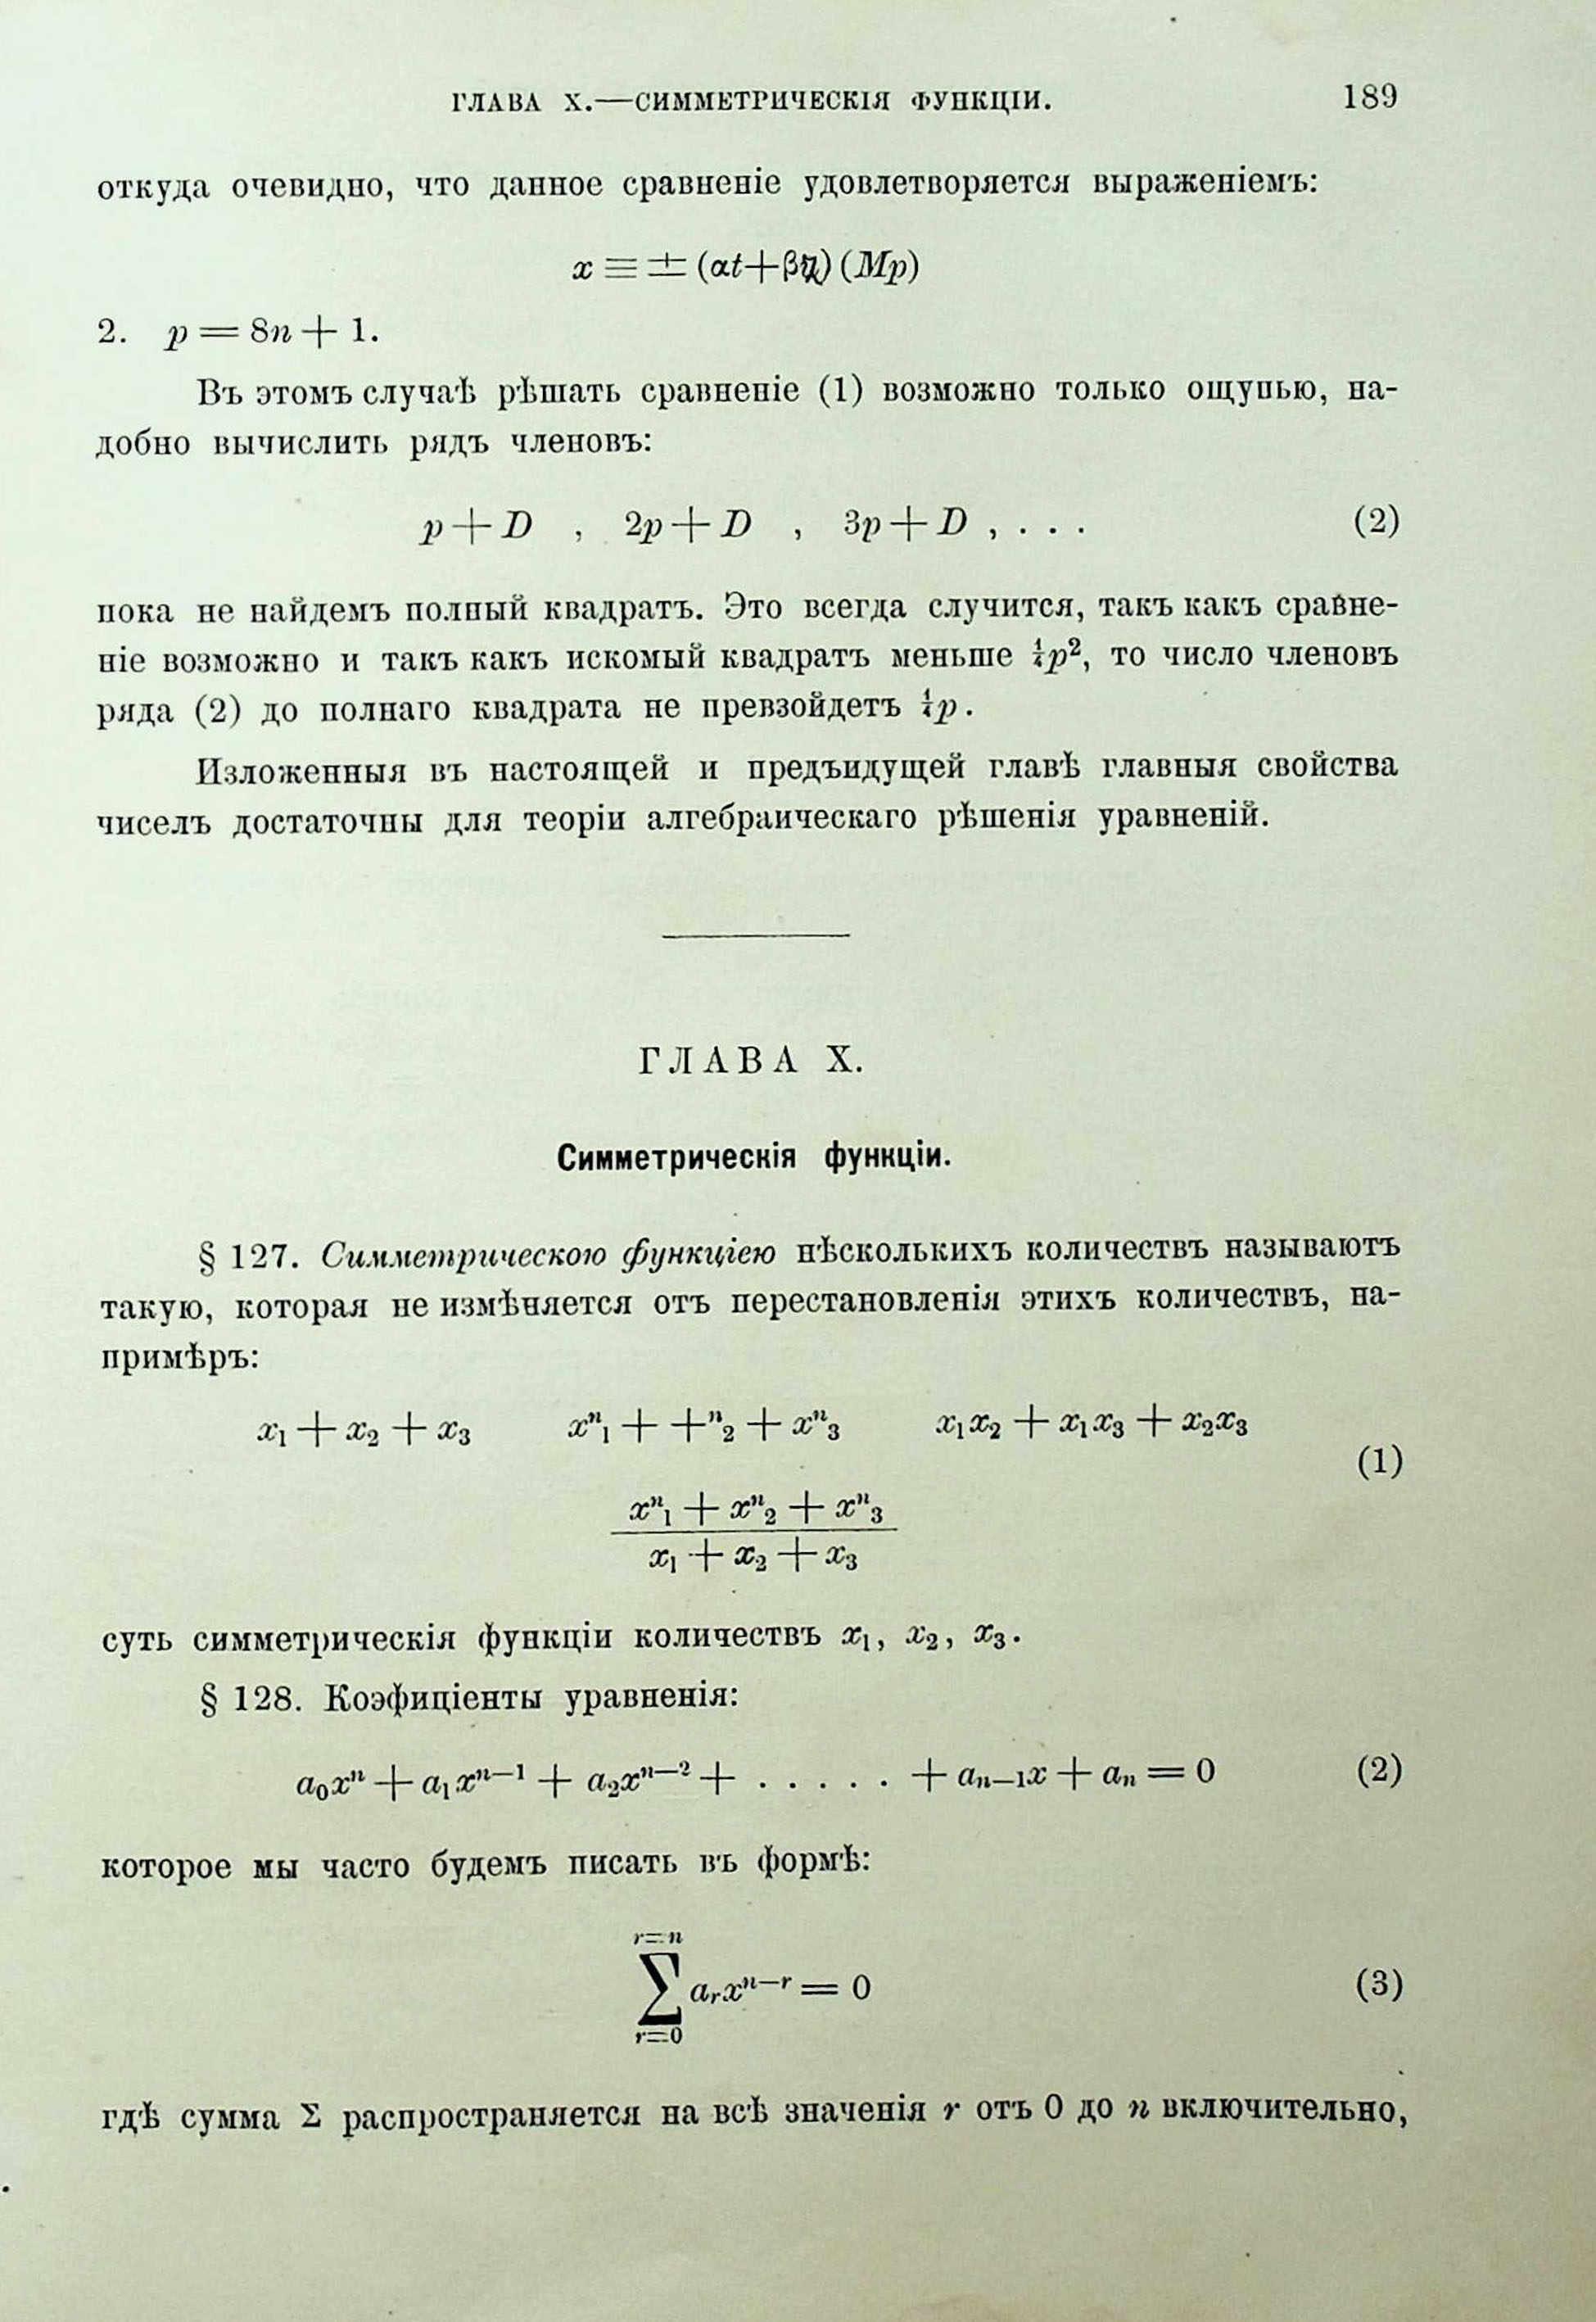 ГЛАВА X.—СИММЕТРИЧЕСКІЯ ФУНКЦІИ. 189
откуда очевидно, что данное сравненіе удовлетворяется выраженіемъ:
x ≡ ± (αt+β) (Mp)
2. p = 8n + 1.
Въ этомъ случаѣ рѣшать сравненіе (1) возможно только ощупью, на-
добно вычислить рядъ членовъ:
p + D , 2p + D , 3p + D , . . . (2)
пока не найдемъ полный квадратъ. Это всегда случится, такъ какъ сравне-
ніе возможно и такъ какъ искомый квадратъ меньше ¼p², то число членовъ
ряда (2) до полнаго квадрата не превзойдетъ ¼p.
Изложенныя въ настоящей и предъидущей главѣ главныя свойства
чиселъ достаточны для теоріи алгебраическаго рѣшенія уравненій.
ГЛАВА X.
Симметрическія функціи.
§ 127. Симметрическою функціею нѣсколькихъ количествъ называютъ
такую, которая не измѣняется отъ перестановленія этихъ количествъ, на-
примѣръ:
x₁ + x₂ + x₃ xⁿ₁ + +ⁿ₂ + xⁿ₃ x₁x₂ + x₁x₃ + x₂x₃
(1)
xⁿ₁ + xⁿ₂ + xⁿ₃
x₁ + x₂ + x₃
суть симметрическія функціи количествъ x₁, x₂, x₃.
§ 128. Коэфиціенты уравненія:
a₀xⁿ + a₁xⁿ⁻¹ + a₂xⁿ⁻² + . . . . . + aₙ₋₁x + aₙ = 0 (2)
которое мы часто будемъ писать въ формѣ:
r=n
∑ aᵣxⁿ⁻ʳ = 0 (3)
r=0
гдѣ сумма Σ распространяется на всѣ значенія r отъ 0 до n включительно,